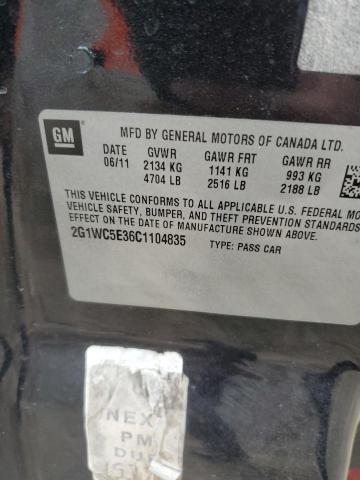 GM
MFD BY GENERAL MOTORS OF CANADA LTD.
DATE GVWR GAWR FRT GAWR RR
06/11 2134 KG 1141 KG 993 KG
4704 LB 2516 LB 2188 LB
THIS VEHICLE CONFORMS TO ALL APPLICABLE U.S. FEDERAL MO
VEHICLE SAFETY, BUMPER, AND THEFT PREVENTION STANDARDS
EFFECT ON THE DATE OF MANUFACTURE SHOWN ABOVE.
2G1WC5E36C1104835 TYPE: PASS CAR
NEX
PM
DUE